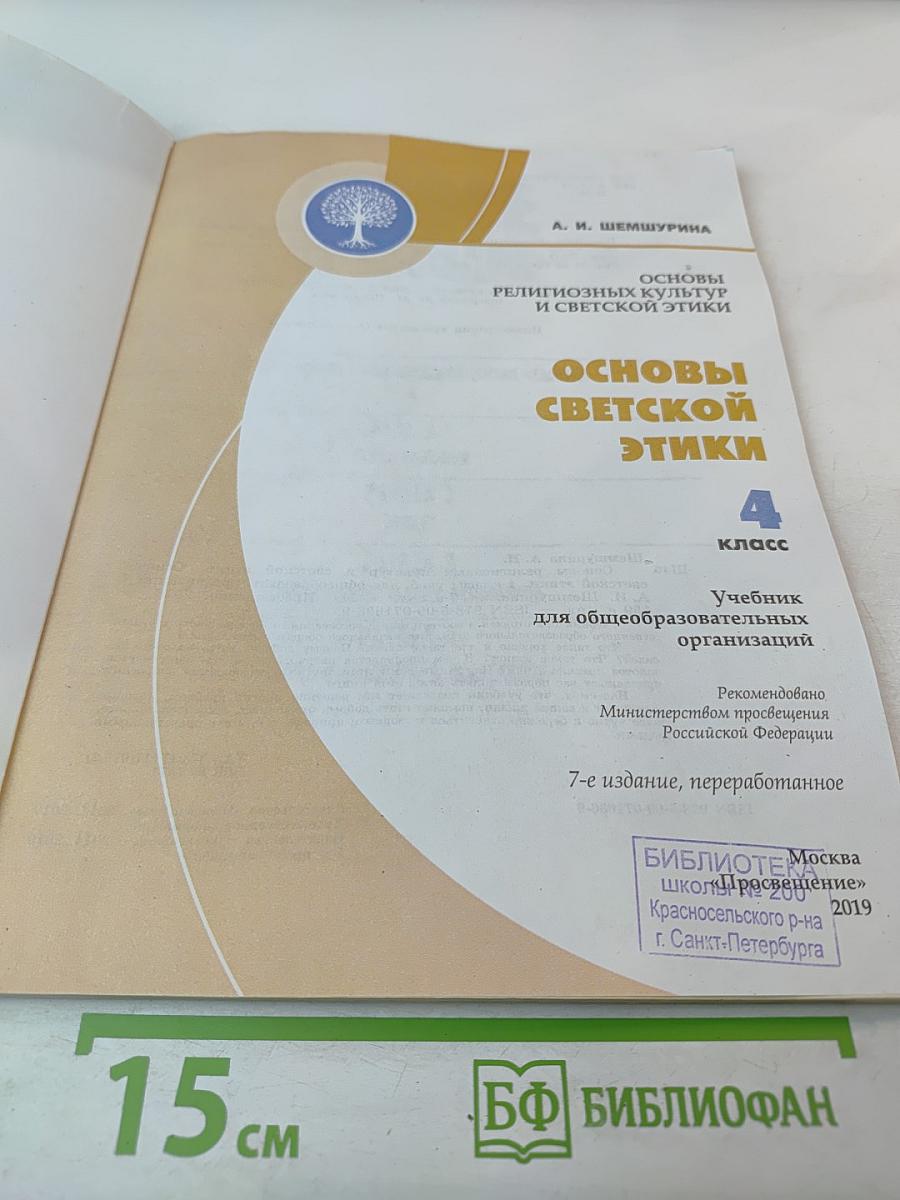 А. И. ШЕМШУРИНА
ОСНОВЫ
РЕЛИГИОЗНЫХ КУЛЬТУР
И СВЕТСКОЙ ЭТИКИ
ОСНОВЫ
СВЕТСКОЙ
ЭТИКИ
4
класс
Учебник
для общеобразовательных
организаций
Рекомендовано
Министерством просвещения
Российской Федерации
7-е издание, переработанное
Москва
«Просвещение»
2019
БИБЛИОТЕКА
ШКОЛЫ № 200
Красносельского р-на
г. Санкт-Петербурга
15 см
БФ БИБЛИОФАН